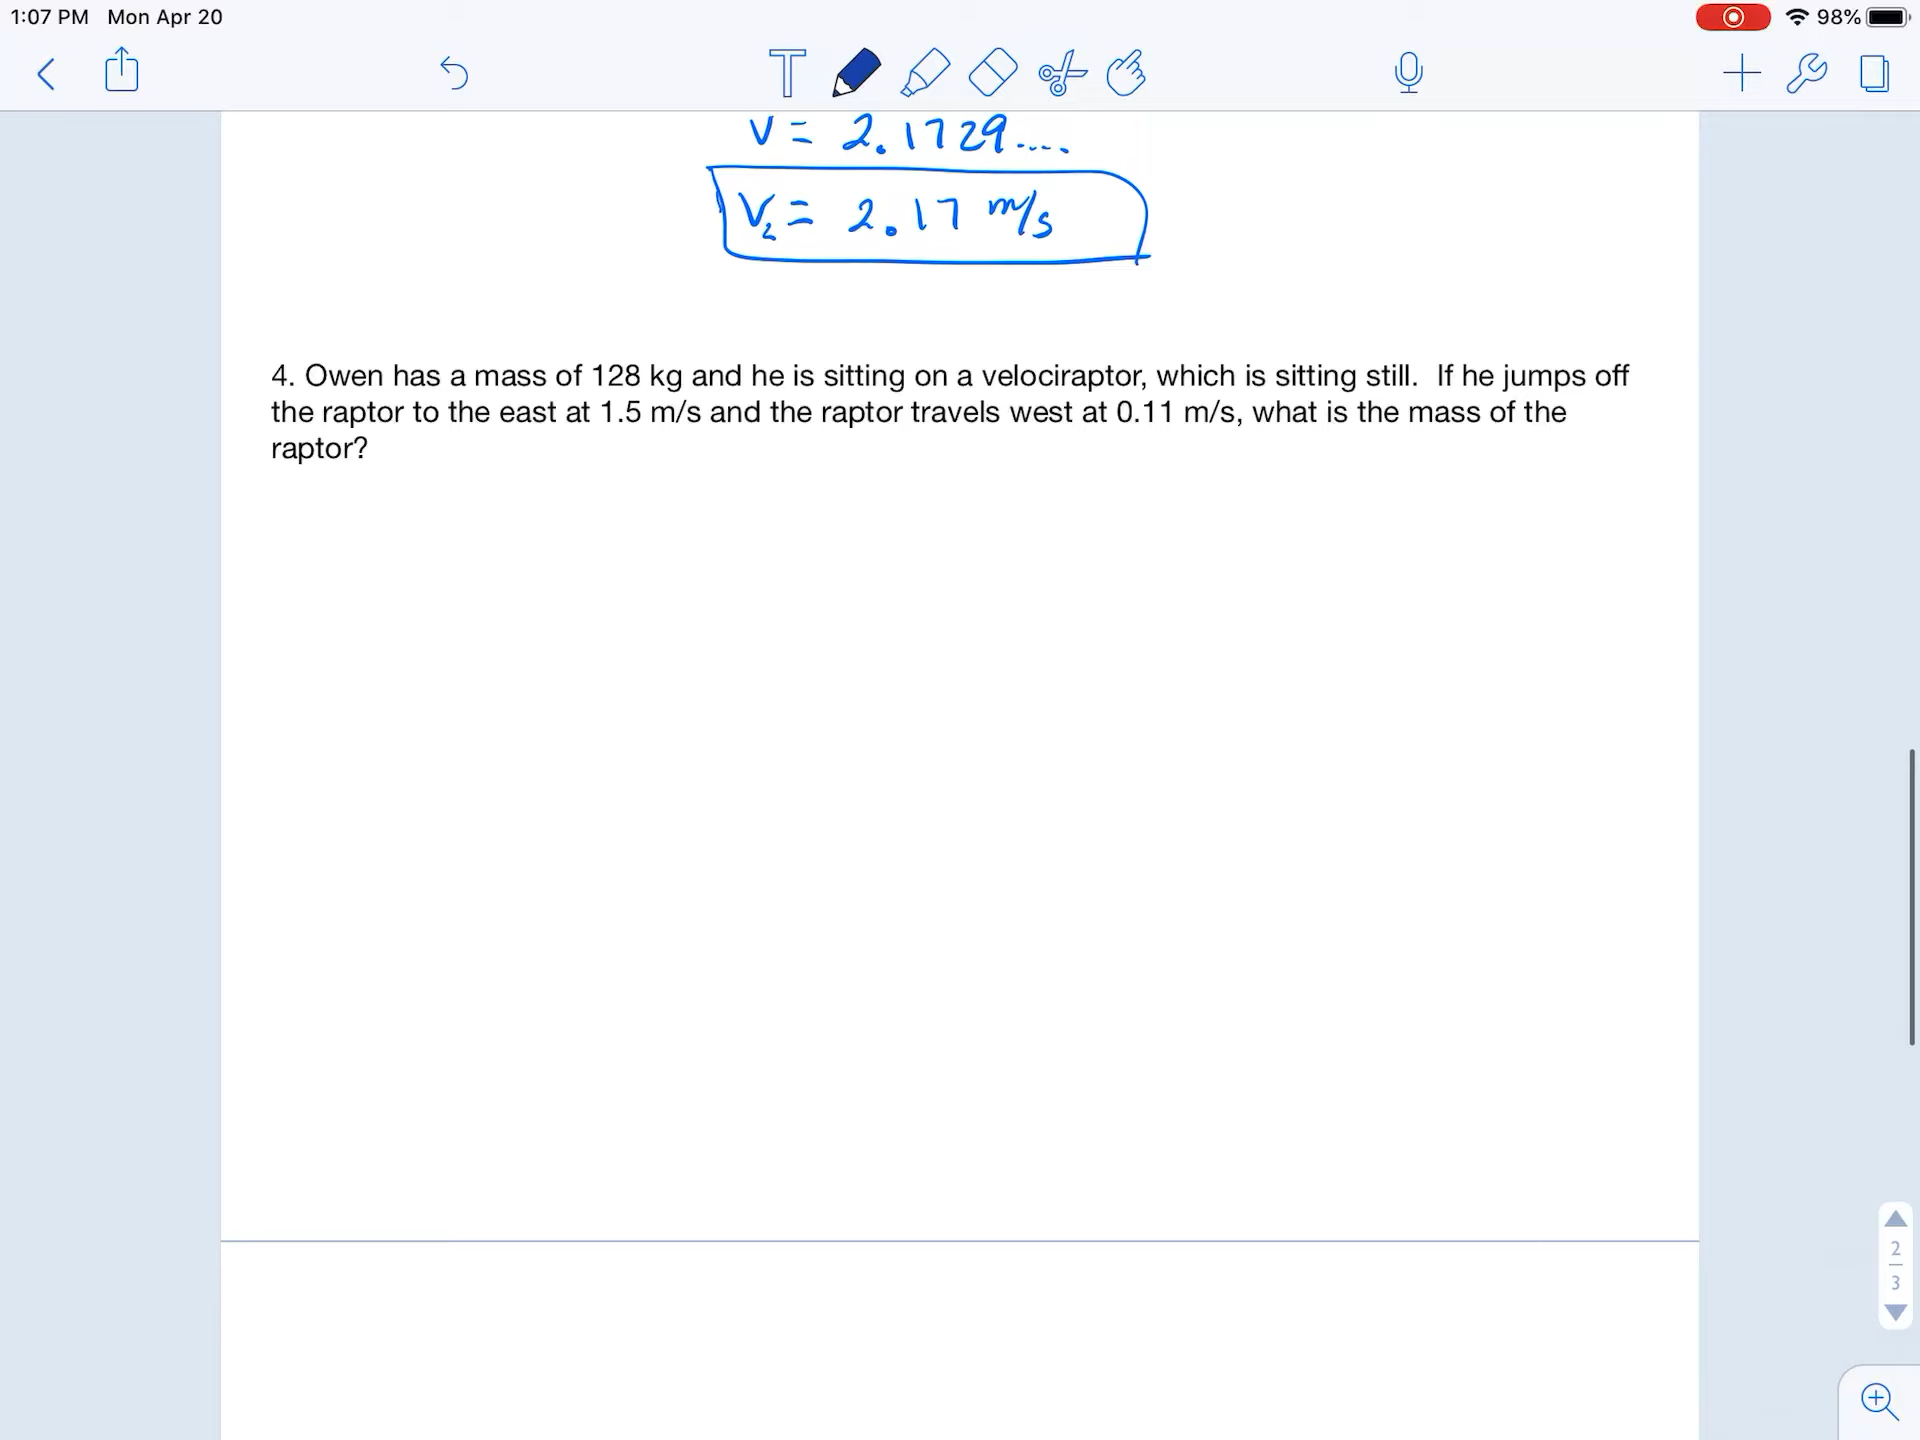 1:07 PM Mon Apr 20
98%
T
V = 2.1729....
V₂ = 2.17 m/s
4. Owen has a mass of 128 kg and he is sitting on a velociraptor, which is sitting still. If he jumps off
the raptor to the east at 1.5 m/s and the raptor travels west at 0.11 m/s, what is the mass of the
raptor?
2
3